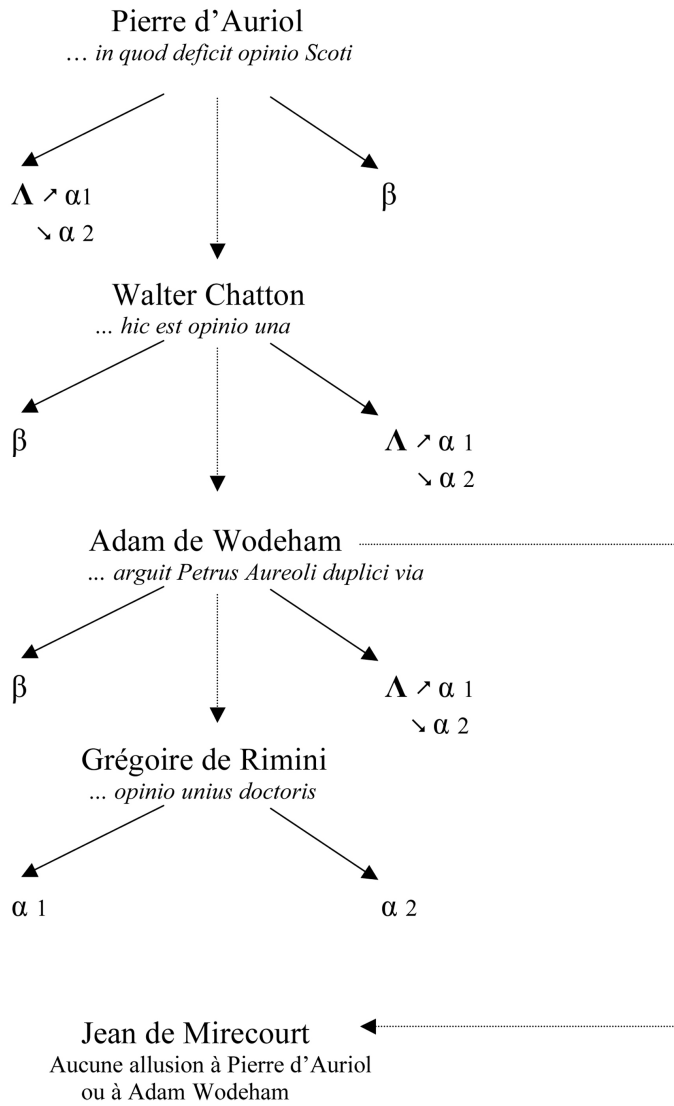 Pierre d'Auriol
… in quod deficit opinio Scoti
Λ ↗ α1
↘ α 2
β
Walter Chatton
... hic est opinio una
β
Λ ↗ α 1
↘ α 2
Adam de Wodeham
... arguit Petrus Aureoli duplici via
β
Λ ↗ α 1
↘ α 2
Grégoire de Rimini
... opinio unius doctoris
α 1
α 2
Jean de Mirecourt
Aucune allusion à Pierre d'Auriol
ou à Adam Wodeham